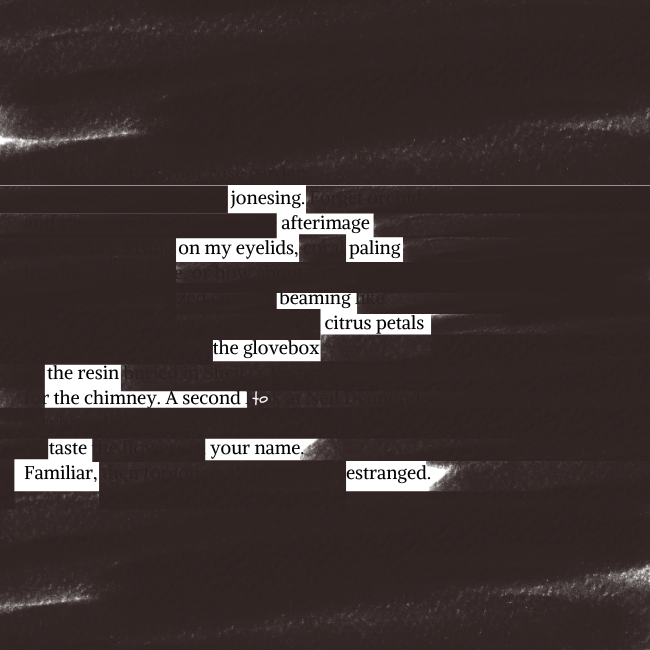 jonesing.
afterimage
on my eyelids, paling
beaming
citrus petals
the glovebox
the resin
r the chimney. A second to
taste your name.
Familiar, estranged.